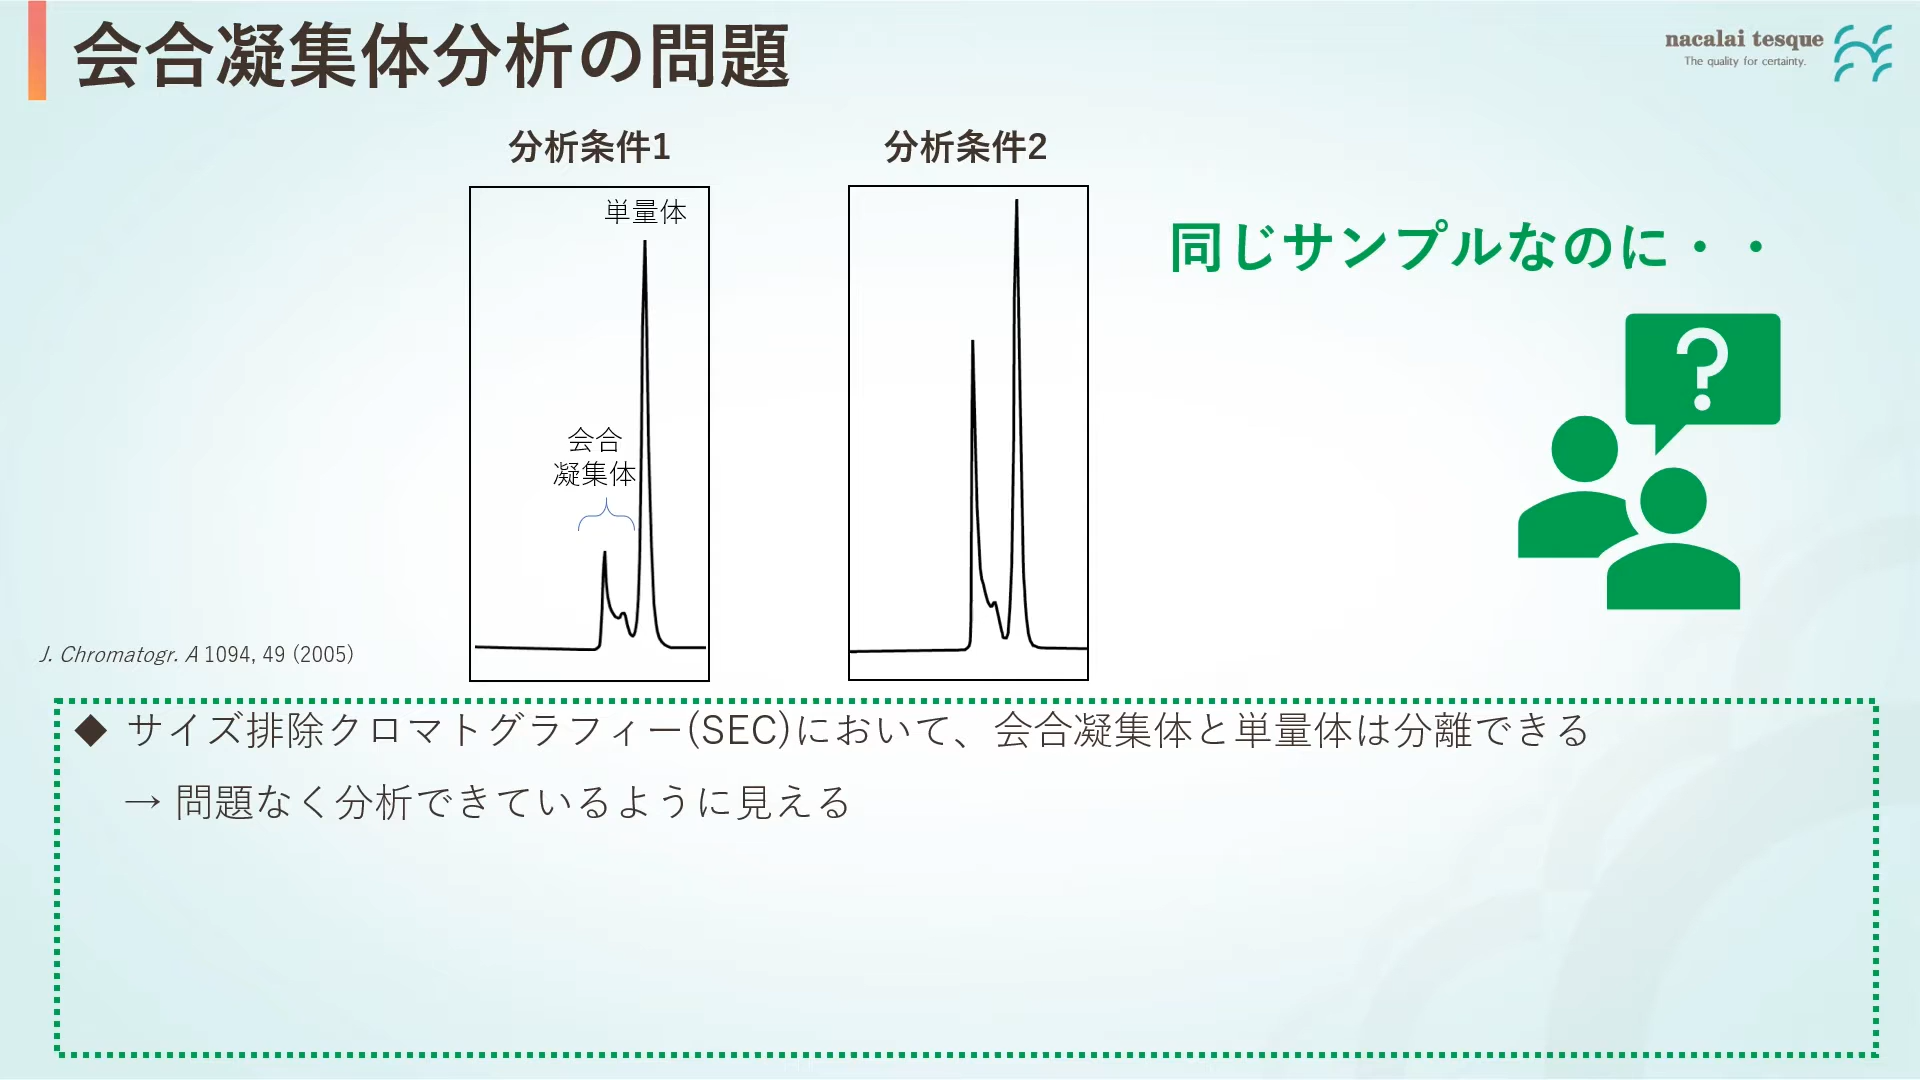 会合凝集体分析の問題
nacalai tesque
The quality for certainty.
分析条件1
分析条件2
単量体
会合
凝集体
同じサンプルなのに・・
?
J. Chromatogr. A 1094, 49 (2005)
◆ サイズ排除クロマトグラフィー(SEC)において、会合凝集体と単量体は分離できる
→ 問題なく分析できているように見える